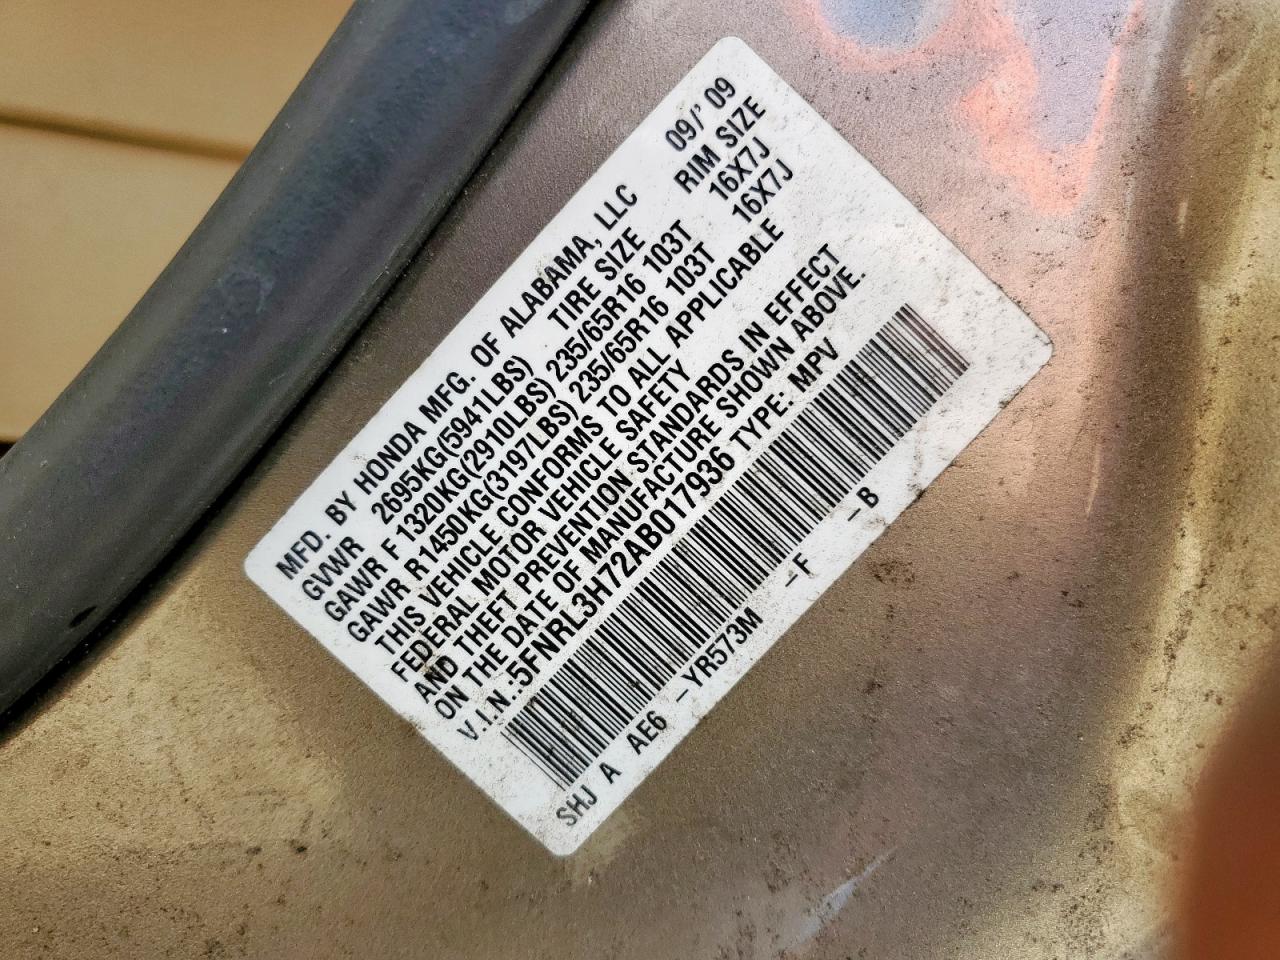 MFD. BY HONDA MFG. OF ALABAMA, LLC 09/' 09
GVWR 2695KG(5941LBS) TIRE SIZE RIM SIZE
GAWR F 1320KG(2910LBS) 235/65R16 103T 16X7J
GAWR R1450KG(3197LBS) 235/65R16 103T 16X7J
THIS VEHICLE CONFORMS TO ALL APPLICABLE
FEDERAL MOTOR VEHICLE SAFETY
AND THEFT PREVENTION STANDARDS IN EFFECT
ON THE DATE OF MANUFACTURE SHOWN ABOVE.
V.I.N.:5FNRL3H72AB017936 TYPE: MPV
SHJ A AE6 –YR573M –F –B